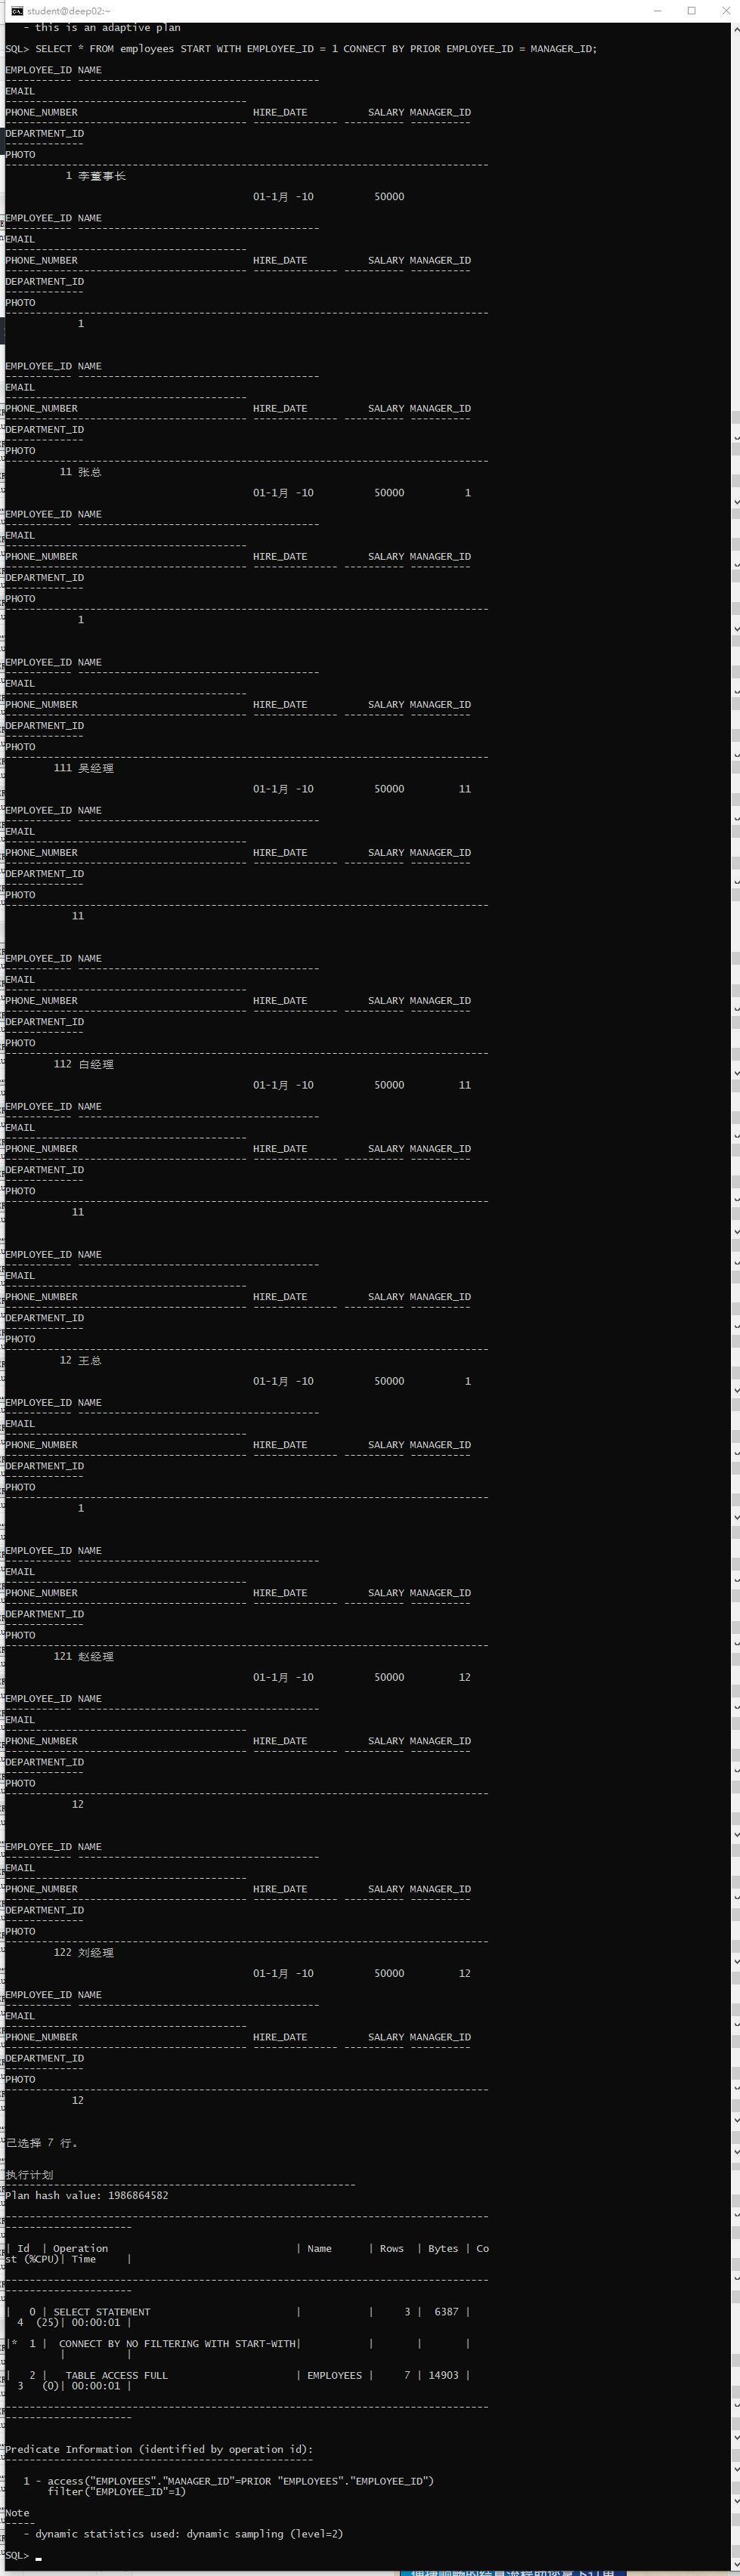 student@deep02:~
- this is an adaptive plan
SQL> SELECT * FROM employees START WITH EMPLOYEE_ID = 1 CONNECT BY PRIOR EMPLOYEE_ID = MANAGER_ID;
EMPLOYEE_ID NAME
----------- ----------------------------------------
EMAIL
----------------------------------------
PHONE_NUMBER HIRE_DATE SALARY MANAGER_ID
---------------------------------------- -------------- ---------- ----------
DEPARTMENT_ID
-------------
PHOTO
--------------------------------------------------------------------------------
1 李董事长
01-1月 -10 50000
EMPLOYEE_ID NAME
----------- ----------------------------------------
EMAIL
----------------------------------------
PHONE_NUMBER HIRE_DATE SALARY MANAGER_ID
---------------------------------------- -------------- ---------- ----------
DEPARTMENT_ID
-------------
PHOTO
--------------------------------------------------------------------------------
1
EMPLOYEE_ID NAME
----------- ----------------------------------------
EMAIL
----------------------------------------
PHONE_NUMBER HIRE_DATE SALARY MANAGER_ID
---------------------------------------- -------------- ---------- ----------
DEPARTMENT_ID
-------------
PHOTO
--------------------------------------------------------------------------------
11 张总
01-1月 -10 50000 1
EMPLOYEE_ID NAME
----------- ----------------------------------------
EMAIL
----------------------------------------
PHONE_NUMBER HIRE_DATE SALARY MANAGER_ID
---------------------------------------- -------------- ---------- ----------
DEPARTMENT_ID
-------------
PHOTO
--------------------------------------------------------------------------------
1
EMPLOYEE_ID NAME
----------- ----------------------------------------
EMAIL
----------------------------------------
PHONE_NUMBER HIRE_DATE SALARY MANAGER_ID
---------------------------------------- -------------- ---------- ----------
DEPARTMENT_ID
-------------
PHOTO
--------------------------------------------------------------------------------
111 吴经理
01-1月 -10 50000 11
EMPLOYEE_ID NAME
----------- ----------------------------------------
EMAIL
----------------------------------------
PHONE_NUMBER HIRE_DATE SALARY MANAGER_ID
---------------------------------------- -------------- ---------- ----------
DEPARTMENT_ID
-------------
PHOTO
--------------------------------------------------------------------------------
11
EMPLOYEE_ID NAME
----------- ----------------------------------------
EMAIL
----------------------------------------
PHONE_NUMBER HIRE_DATE SALARY MANAGER_ID
---------------------------------------- -------------- ---------- ----------
DEPARTMENT_ID
-------------
PHOTO
--------------------------------------------------------------------------------
112 白经理
01-1月 -10 50000 11
EMPLOYEE_ID NAME
----------- ----------------------------------------
EMAIL
----------------------------------------
PHONE_NUMBER HIRE_DATE SALARY MANAGER_ID
---------------------------------------- -------------- ---------- ----------
DEPARTMENT_ID
-------------
PHOTO
--------------------------------------------------------------------------------
11
EMPLOYEE_ID NAME
----------- ----------------------------------------
EMAIL
----------------------------------------
PHONE_NUMBER HIRE_DATE SALARY MANAGER_ID
---------------------------------------- -------------- ---------- ----------
DEPARTMENT_ID
-------------
PHOTO
--------------------------------------------------------------------------------
12 王总
01-1月 -10 50000 1
EMPLOYEE_ID NAME
----------- ----------------------------------------
EMAIL
----------------------------------------
PHONE_NUMBER HIRE_DATE SALARY MANAGER_ID
---------------------------------------- -------------- ---------- ----------
DEPARTMENT_ID
-------------
PHOTO
--------------------------------------------------------------------------------
1
EMPLOYEE_ID NAME
----------- ----------------------------------------
EMAIL
----------------------------------------
PHONE_NUMBER HIRE_DATE SALARY MANAGER_ID
---------------------------------------- -------------- ---------- ----------
DEPARTMENT_ID
-------------
PHOTO
--------------------------------------------------------------------------------
121 赵经理
01-1月 -10 50000 12
EMPLOYEE_ID NAME
----------- ----------------------------------------
EMAIL
----------------------------------------
PHONE_NUMBER HIRE_DATE SALARY MANAGER_ID
---------------------------------------- -------------- ---------- ----------
DEPARTMENT_ID
-------------
PHOTO
--------------------------------------------------------------------------------
12
EMPLOYEE_ID NAME
----------- ----------------------------------------
EMAIL
----------------------------------------
PHONE_NUMBER HIRE_DATE SALARY MANAGER_ID
---------------------------------------- -------------- ---------- ----------
DEPARTMENT_ID
-------------
PHOTO
--------------------------------------------------------------------------------
122 刘经理
01-1月 -10 50000 12
EMPLOYEE_ID NAME
----------- ----------------------------------------
EMAIL
----------------------------------------
PHONE_NUMBER HIRE_DATE SALARY MANAGER_ID
---------------------------------------- -------------- ---------- ----------
DEPARTMENT_ID
-------------
PHOTO
--------------------------------------------------------------------------------
12
已选择 7 行。
执行计划
----------------------------------------------------------
Plan hash value: 1986864582
--------------------------------------------------------------------------------
---------------------
| Id | Operation | Name | Rows | Bytes | Co
st (%CPU)| Time |
--------------------------------------------------------------------------------
---------------------
| 0 | SELECT STATEMENT | | 3 | 6387 |
4 (25)| 00:00:01 |
|* 1 | CONNECT BY NO FILTERING WITH START-WITH| | | |
| |
| 2 | TABLE ACCESS FULL | EMPLOYEES | 7 | 14903 |
3 (0)| 00:00:01 |
--------------------------------------------------------------------------------
---------------------
Predicate Information (identified by operation id):
---------------------------------------------------
1 - access("EMPLOYEES"."MANAGER_ID"=PRIOR "EMPLOYEES"."EMPLOYEE_ID")
filter("EMPLOYEE_ID"=1)
Note
-----
- dynamic statistics used: dynamic sampling (level=2)
SQL>